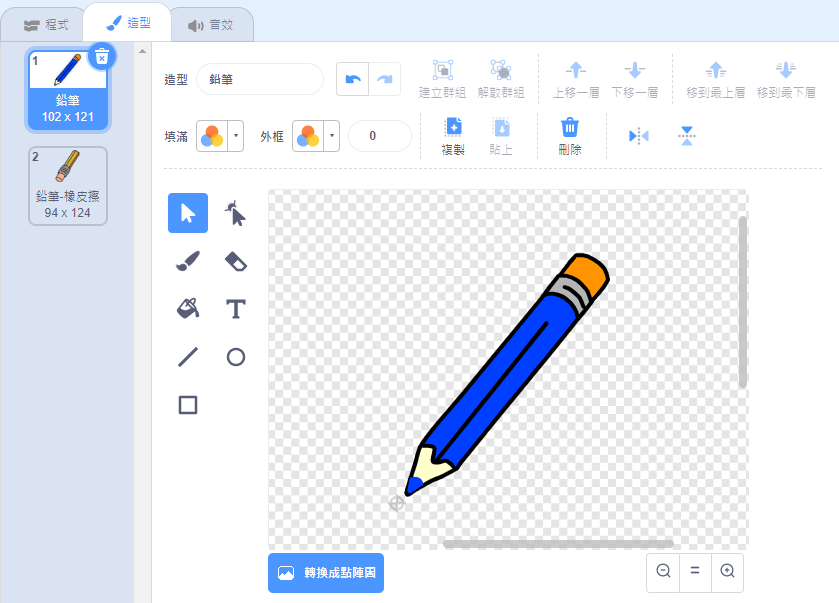 程式 造型 音效
1
鉛筆
102 x 121
2
鉛筆-橡皮擦
94 x 124
造型 鉛筆
建立群組 解散群組 上移一層 下移一層 移到最上層 移到最下層
填滿 外框 0
複製 貼上 刪除
轉換成點陣圖